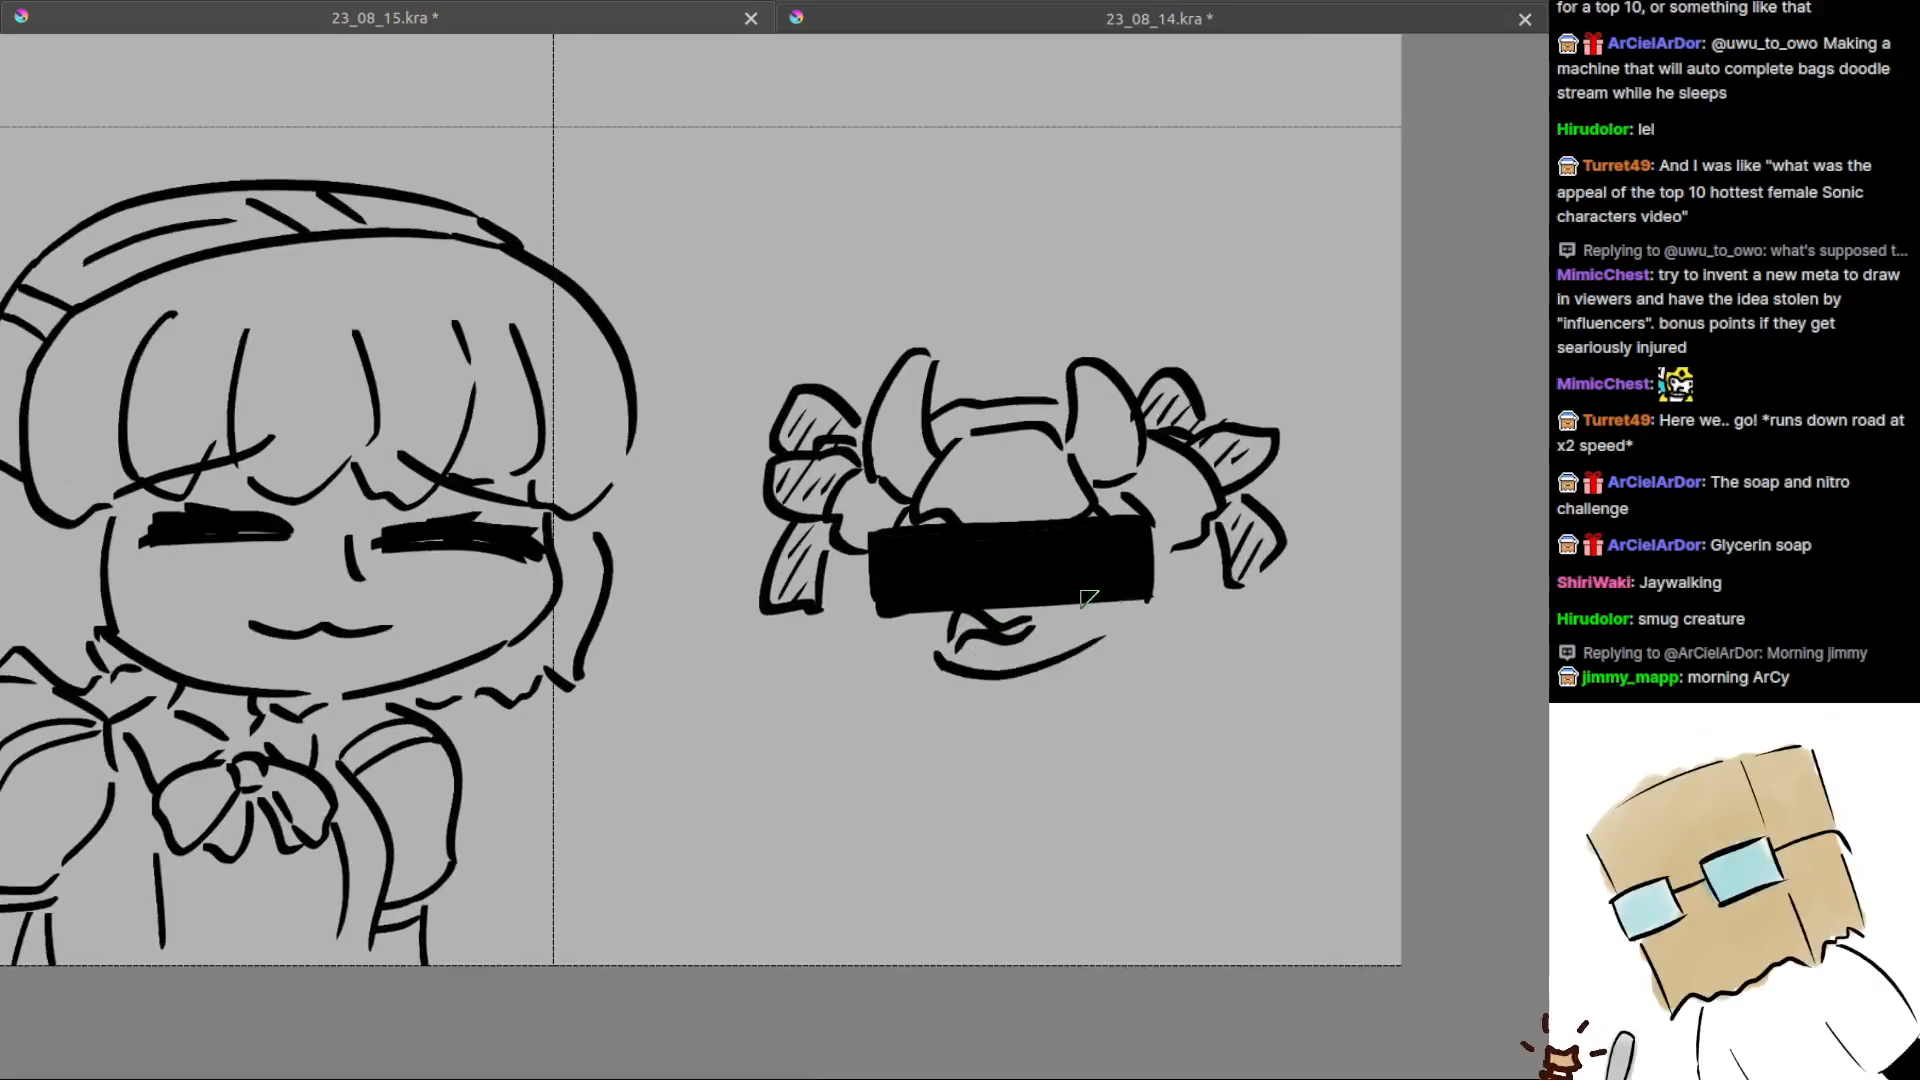 23_08_15.kra *
23_08_14.kra *
for a top 10, or something like that
ArCielArDor: @uwu_to_owo Making a
machine that will auto complete bags doodle
stream while he sleeps
Hirudolor: lel
Turret49: And I was like "what was the
appeal of the top 10 hottest female Sonic
characters video"
Replying to @uwu_to_owo: what's supposed t...
MimicChest: try to invent a new meta to draw
in viewers and have the idea stolen by
"influencers". bonus points if they get
seariously injured
MimicChest:
Turret49: Here we.. go! *runs down road at
x2 speed*
ArCielArDor: The soap and nitro
challenge
ArCielArDor: Glycerin soap
ShiriWaki: Jaywalking
Hirudolor: smug creature
Replying to @ArCielArDor: Morning jimmy
jimmy_mapp: morning ArCy